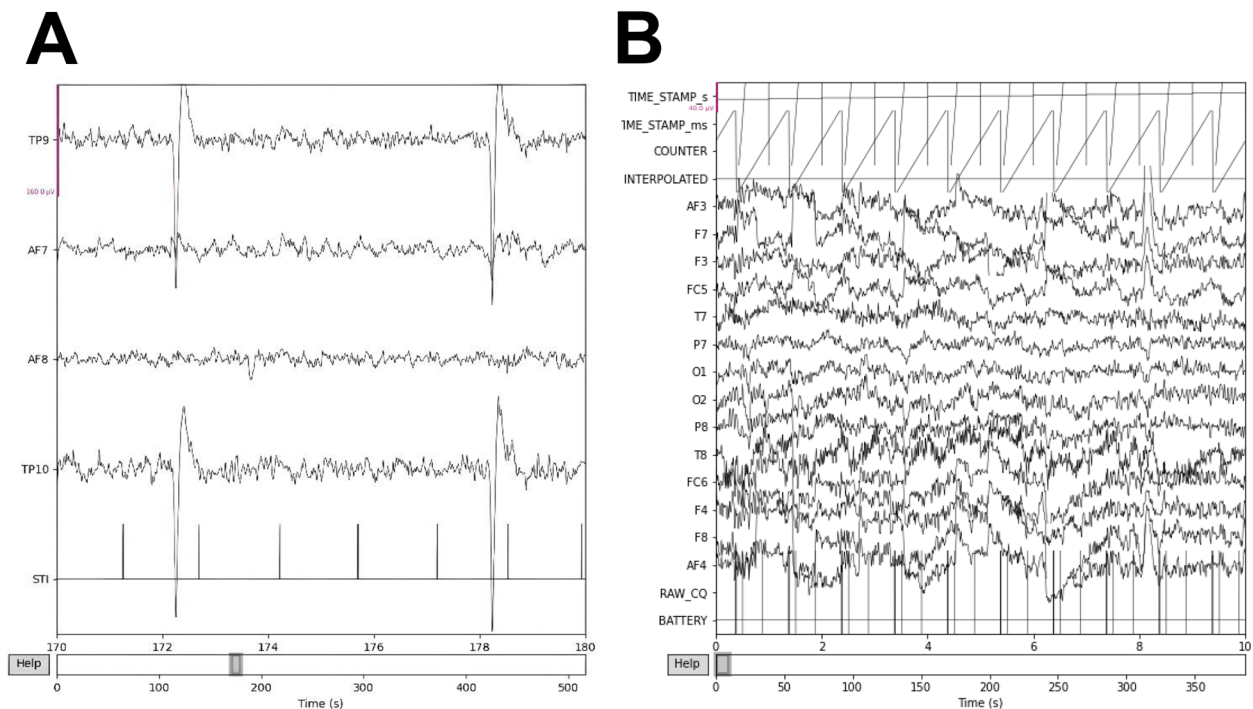 A
B
TP9
160.0 µV
AF7
AF8
TP10
STI
170 172 174 176 178 180
Help
0 100 200 300 400 500
Time (s)
TIME_STAMP_s
40.0 µV
IME_STAMP_ms
COUNTER
INTERPOLATED
AF3
F7
F3
FC5
T7
P7
O1
O2
P8
T8
FC6
F4
F8
AF4
RAW_CQ
BATTERY
0 2 4 6 8 10
Help
0 50 100 150 200 250 300 350
Time (s)